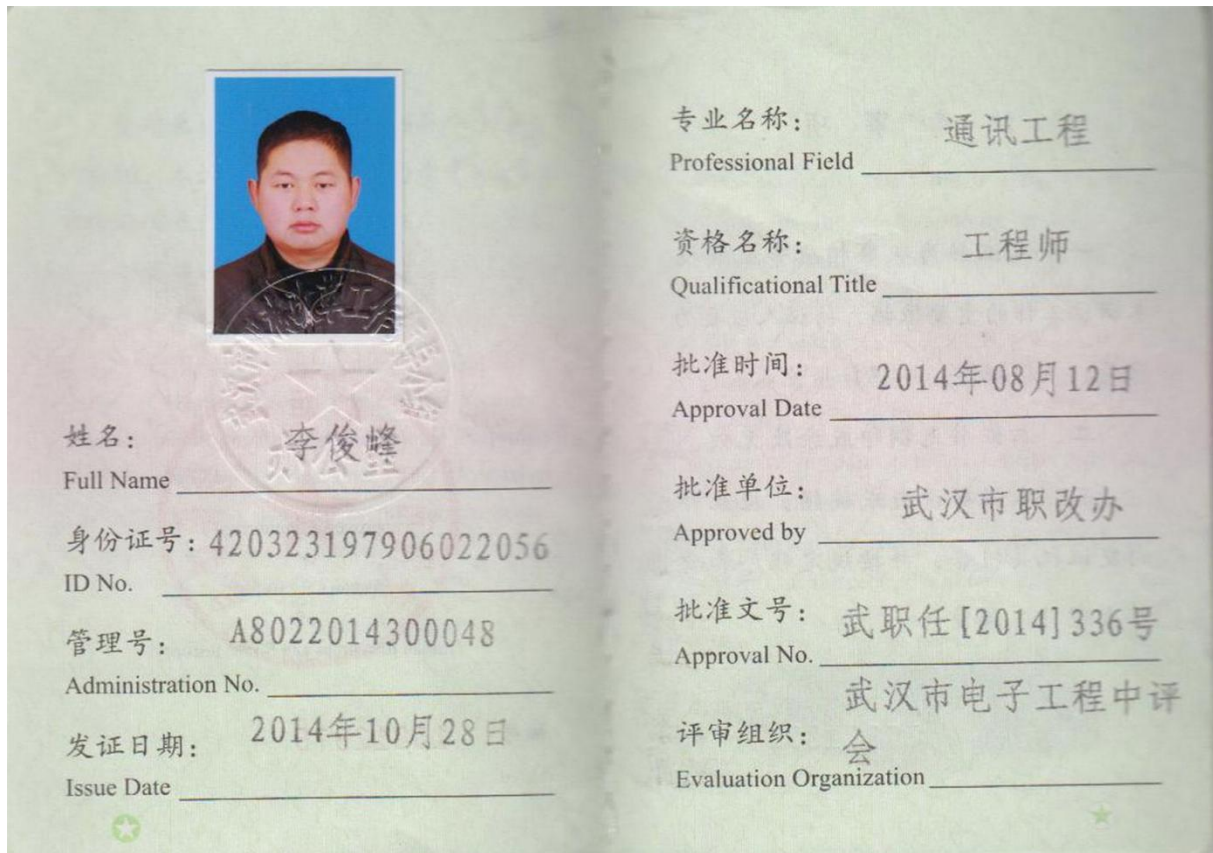 姓名: 李俊峰
Full Name
身份证号: 420323197906022056
ID No.
管理号: A8022014300048
Administration No.
发证日期: 2014年10月28日
Issue Date
办公室
专业名称: 通讯工程
Professional Field
资格名称: 工程师
Qualificational Title
批准时间: 2014年08月12日
Approval Date
批准单位: 武汉市职改办
Approved by
批准文号: 武职任[2014]336号
Approval No.
武汉市电子工程中评
评审组织: 会
Evaluation Organization